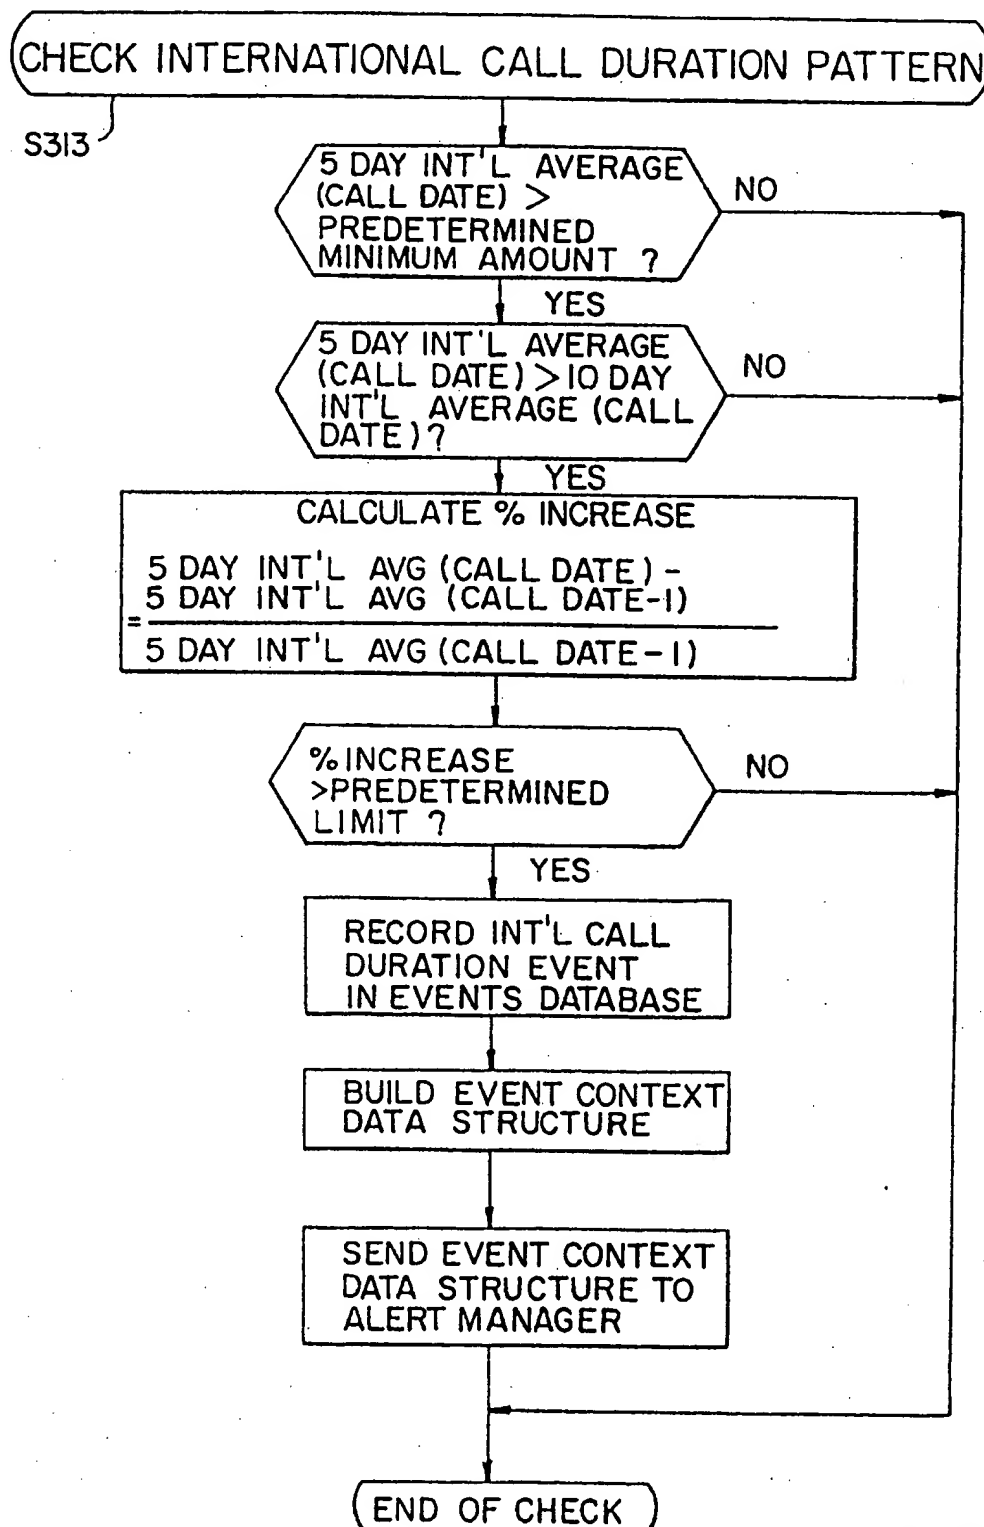 CHECK INTERNATIONAL CALL DURATION PATTERN
S313
5 DAY INT'L AVERAGE
(CALL DATE) >
PREDETERMINED
MINIMUM AMOUNT ?
NO
YES
5 DAY INT'L AVERAGE
(CALL DATE) > 10 DAY
INT'L AVERAGE (CALL
DATE) ?
NO
YES
CALCULATE % INCREASE
5 DAY INT'L AVG (CALL DATE) -
5 DAY INT'L AVG (CALL DATE-1)
=
5 DAY INT'L AVG (CALL DATE-1)
% INCREASE
>PREDETERMINED
LIMIT ?
NO
YES
RECORD INT'L CALL
DURATION EVENT
IN EVENTS DATABASE
BUILD EVENT CONTEXT
DATA STRUCTURE
SEND EVENT CONTEXT
DATA STRUCTURE TO
ALERT MANAGER
END OF CHECK